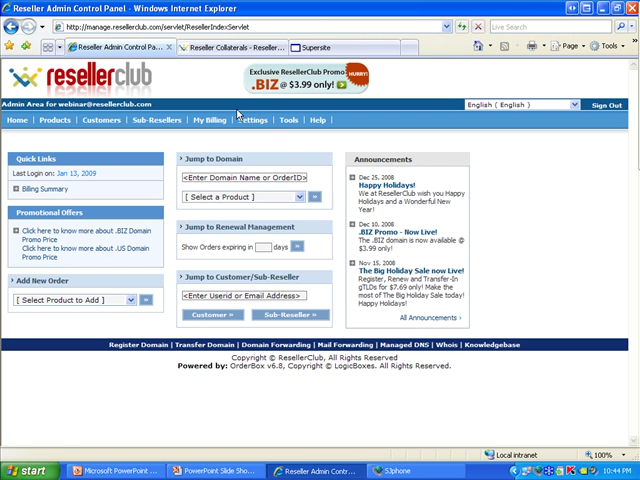 Reseller Admin Control Panel - Windows Internet Explorer
http://manage.resellerclub.com/servlet/ResellerIndexServlet
Reseller Admin Control Pa...
Reseller Collaterals - Reseller...
Supersite
Page
Tools
resellerclub
Exclusive ResellerClub Promo
.BIZ @ $3.99 only!
HURRY!
Admin Area for webinar@resellerclub.com
English ( English )
Sign Out
Home | Products | Customers | Sub-Resellers | My Billing | Settings | Tools | Help |
Quick Links
Last Login on: Jan 13, 2009
Billing Summary
Promotional Offers
Click here to know more about .BIZ Domain Promo Price
Click here to know more about .US Domain Promo Price
Add New Order
[ Select Product to Add ]
Jump to Domain
<Enter Domain Name or OrderID>
[ Select a Product ]
Jump to Renewal Management
Show Orders expiring in
days
Jump to Customer/Sub-Reseller
<Enter Userid or Email Address>
Customer »
Sub-Reseller »
Announcements
Dec 25, 2008
Happy Holidays!
We at ResellerClub wish you
Happy Holidays and a Wonderful New
Year!
Dec 10, 2008
.BIZ Promo - Now Live!
The .BIZ domain is now available @
$3.99 only!
Nov 15, 2008
The Big Holiday Sale now Live!
Register, Renew and Transfer-In
gTLDs for $7.69 only! Make the
most of The Big Holiday Sale today!
Happy Holidays!
All Announcements
Register Domain | Transfer Domain | Domain Forwarding | Mail Forwarding | Managed DNS | Whois | Knowledgebase
Copyright © ResellerClub, All Rights Reserved
Powered by: OrderBox v6.8, Copyright © LogicBoxes. All Rights Reserved.
Local intranet
100%
start
Microsoft PowerPoint ...
PowerPoint Slide Sho...
Reseller Admin Contr...
SJphone
10:44 PM